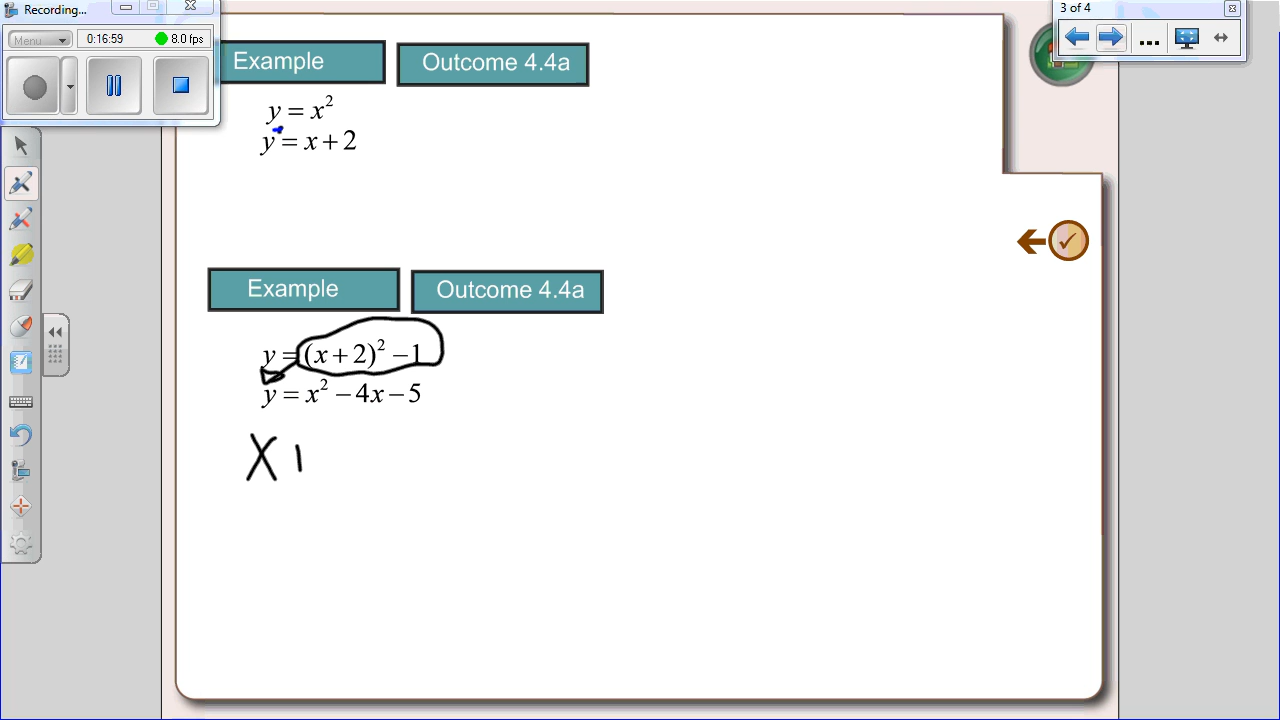 Recording...
3 of 4
Menu 0:16:59 8.0 fps
...
Example Outcome 4.4a
y = x²
y = x + 2
Example Outcome 4.4a
y = (x + 2)² − 1
y = x² − 4x − 5
X